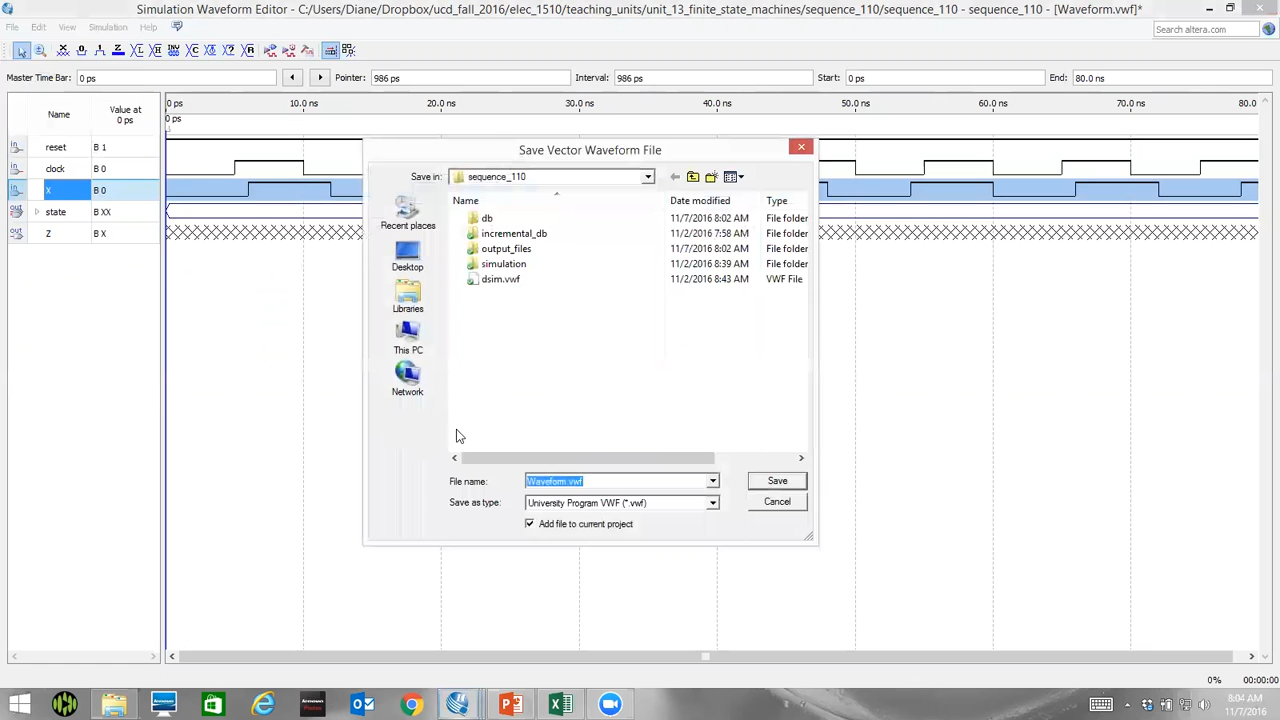 Simulation Waveform Editor - C:/Users/Diane/Dropbox/ucd_fall_2016/elec_1510/teaching_units/unit_13_finite_state_machines/sequence_110/sequence_110 - sequence_110 - [Waveform.vwf]*
File Edit View Simulation Help
Search altera.com
Master Time Bar: 0 ps Pointer: 986 ps Interval: 986 ps Start: 0 ps End: 80.0 ns
Name Value at 0 ps
0 ps 10.0 ns 20.0 ns 30.0 ns 40.0 ns 50.0 ns 60.0 ns 70.0 ns 80.0
0 ps
reset B 1
clock B 0
X B 0
state B XX
Z B X
Save Vector Waveform File
Save in: sequence_110
Name Date modified Type
db 11/7/2016 8:02 AM File folder
incremental_db 11/2/2016 7:58 AM File folder
output_files 11/7/2016 8:02 AM File folder
simulation 11/2/2016 8:39 AM File folder
dsim.vwf 11/2/2016 8:43 AM VWF File
Recent places
Desktop
Libraries
This PC
Network
File name: Waveform.vwf Save
Save as type: University Program VWF (*.vwf) Cancel
Add file to current project
0% 00:00:00
8:04 AM
11/7/2016